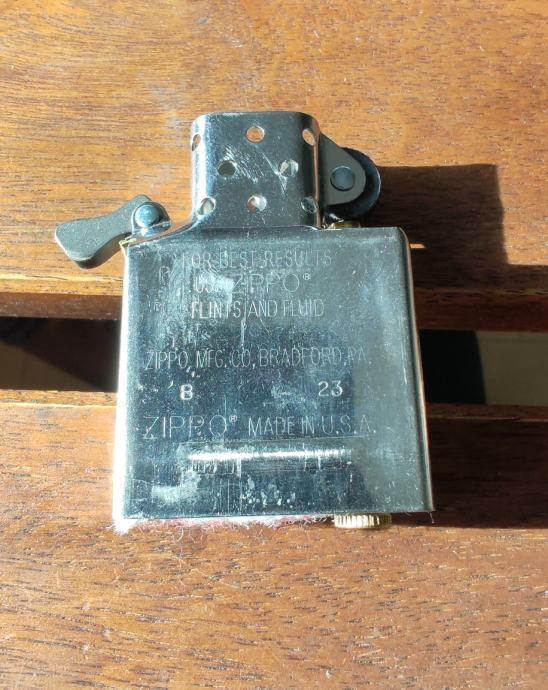 FOR BEST RESULTS
USE ZIPPO®
FLINTS AND FLUID
ZIPPO MFG. CO, BRADFORD, PA.
B 23
ZIPPO® MADE IN U.S.A.